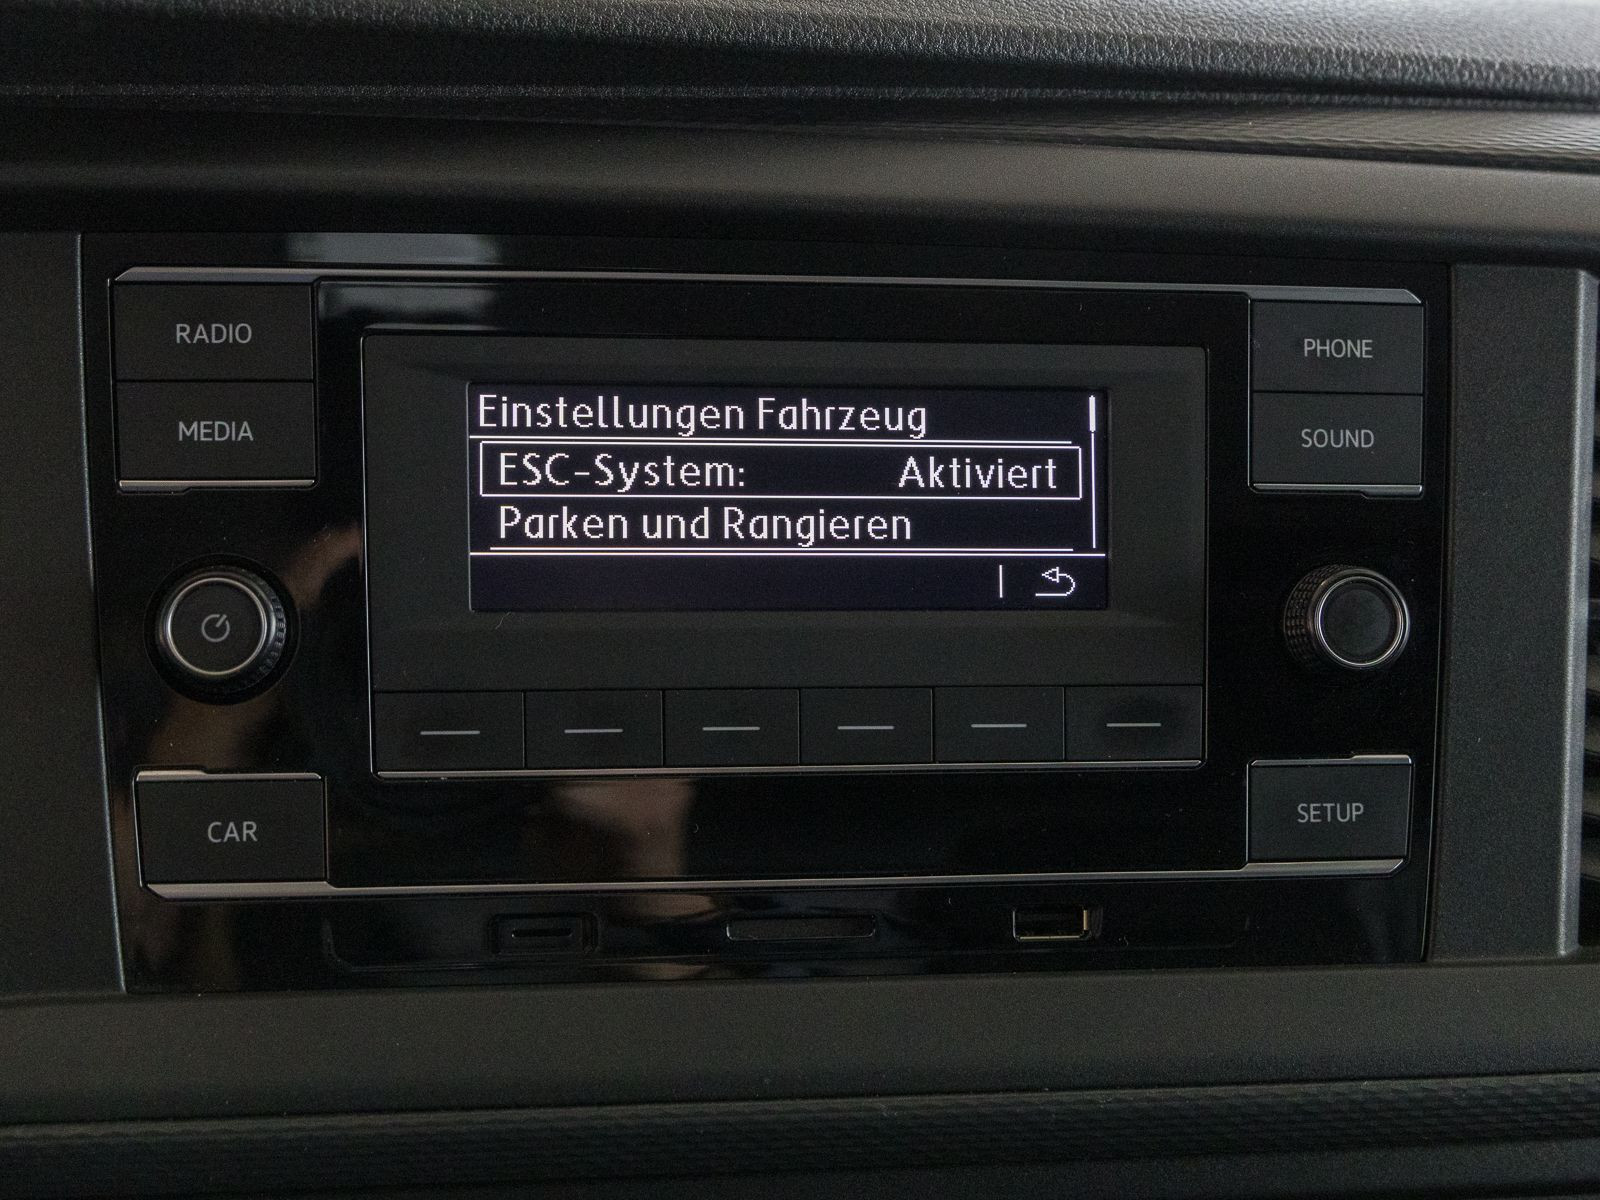 RADIO
MEDIA
Einstellungen Fahrzeug
ESC-System: Aktiviert
Parken und Rangieren
PHONE
SOUND
CAR
SETUP